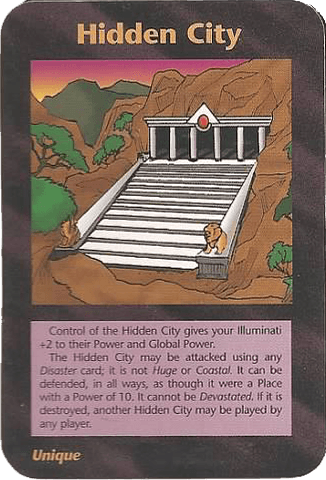 Hidden City
Control of the Hidden City gives your Illuminati
+2 to their Power and Global Power.
The Hidden City may be attacked using any
Disaster card; it is not Huge or Coastal. It can be
defended, in all ways, as though it were a Place
with a Power of 10. It cannot be Devastated. If it is
destroyed, another Hidden City may be played by
any player.
Unique